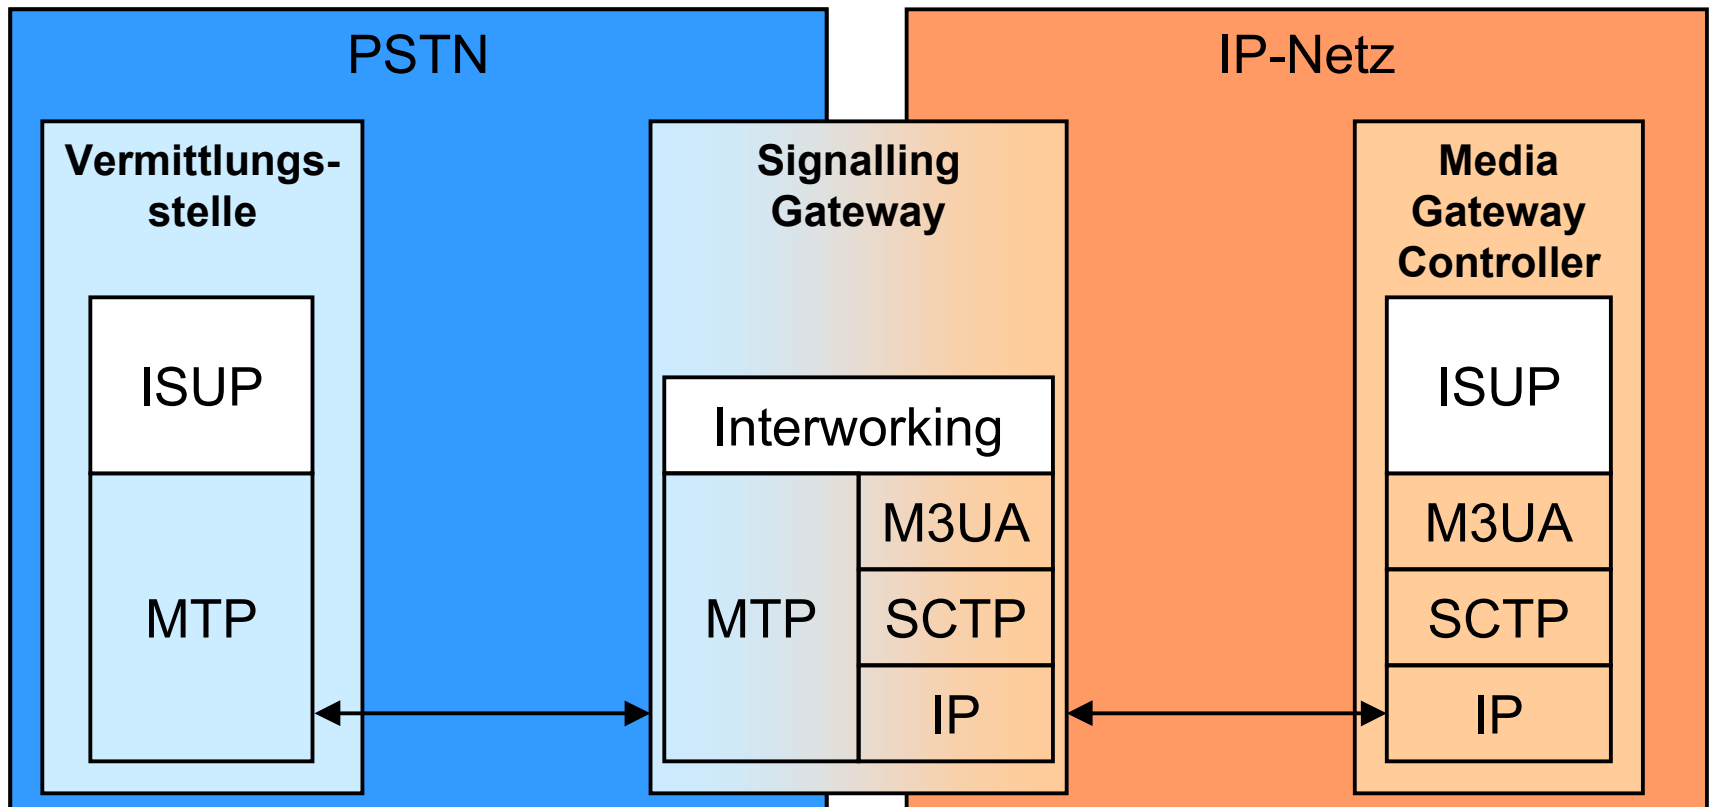 PSTN
IP-Netz
Vermittlungs-
stelle
ISUP
MTP
Signalling
Gateway
Interworking
MTP
M3UA
SCTP
IP
Media
Gateway
Controller
ISUP
M3UA
SCTP
IP